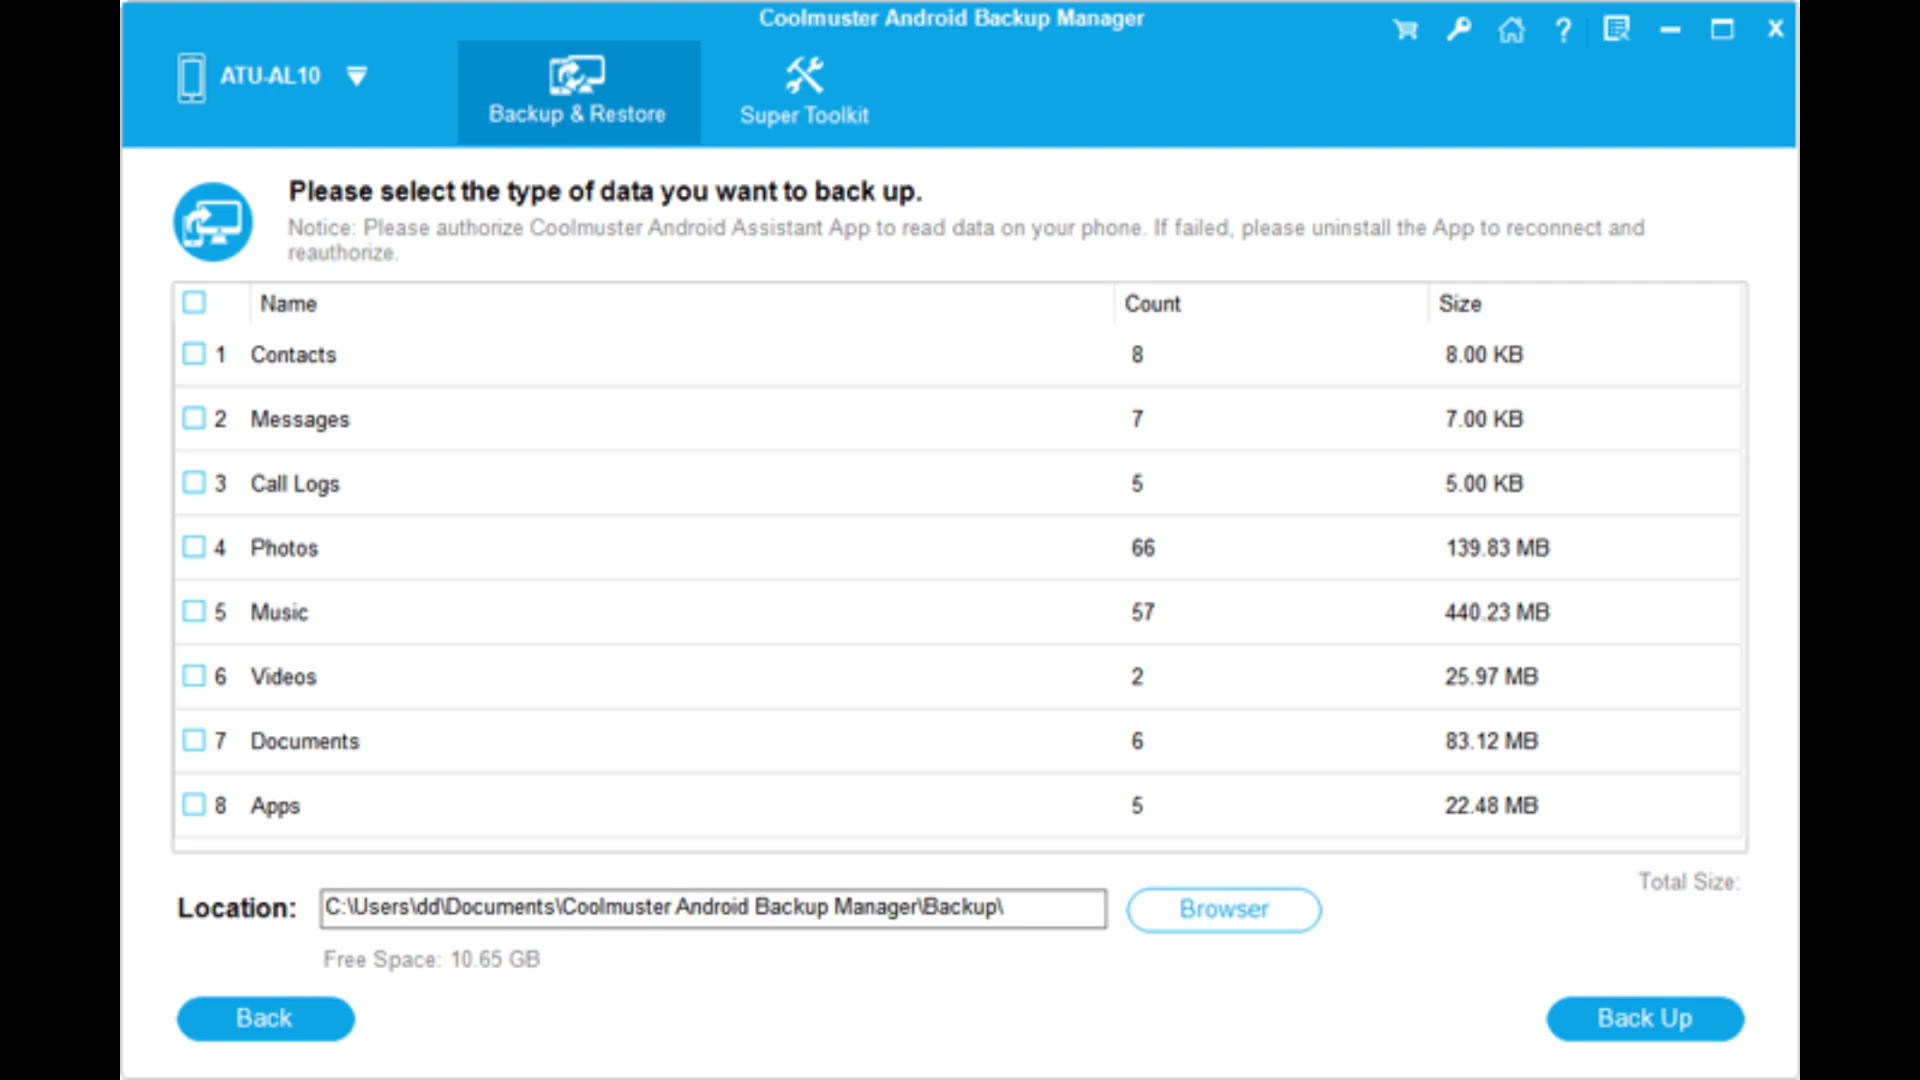 Coolmuster Android Backup Manager
ATU-AL10
Backup & Restore
Super Toolkit
Please select the type of data you want to back up.
Notice: Please authorize Coolmuster Android Assistant App to read data on your phone. If failed, please uninstall the App to reconnect and
reauthorize.
Name Count Size
1 Contacts 8 8.00 KB
2 Messages 7 7.00 KB
3 Call Logs 5 5.00 KB
4 Photos 66 139.83 MB
5 Music 57 440.23 MB
6 Videos 2 25.97 MB
7 Documents 6 83.12 MB
8 Apps 5 22.48 MB
Total Size:
Location: C:\Users\dd\Documents\Coolmuster Android Backup Manager\Backup\ Browser
Free Space: 10.65 GB
Back Back Up